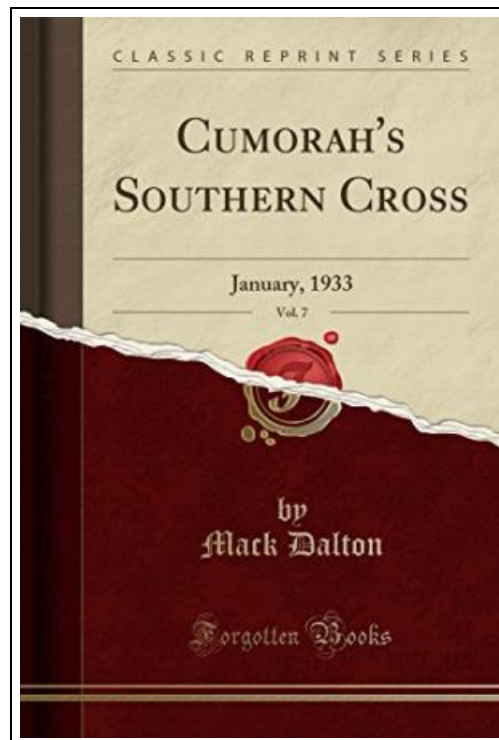 CLASSIC REPRINT SERIES
CUMORAH'S
SOUTHERN CROSS
January, 1933
Vol. 7
by
Mack Dalton
Forgotten Books